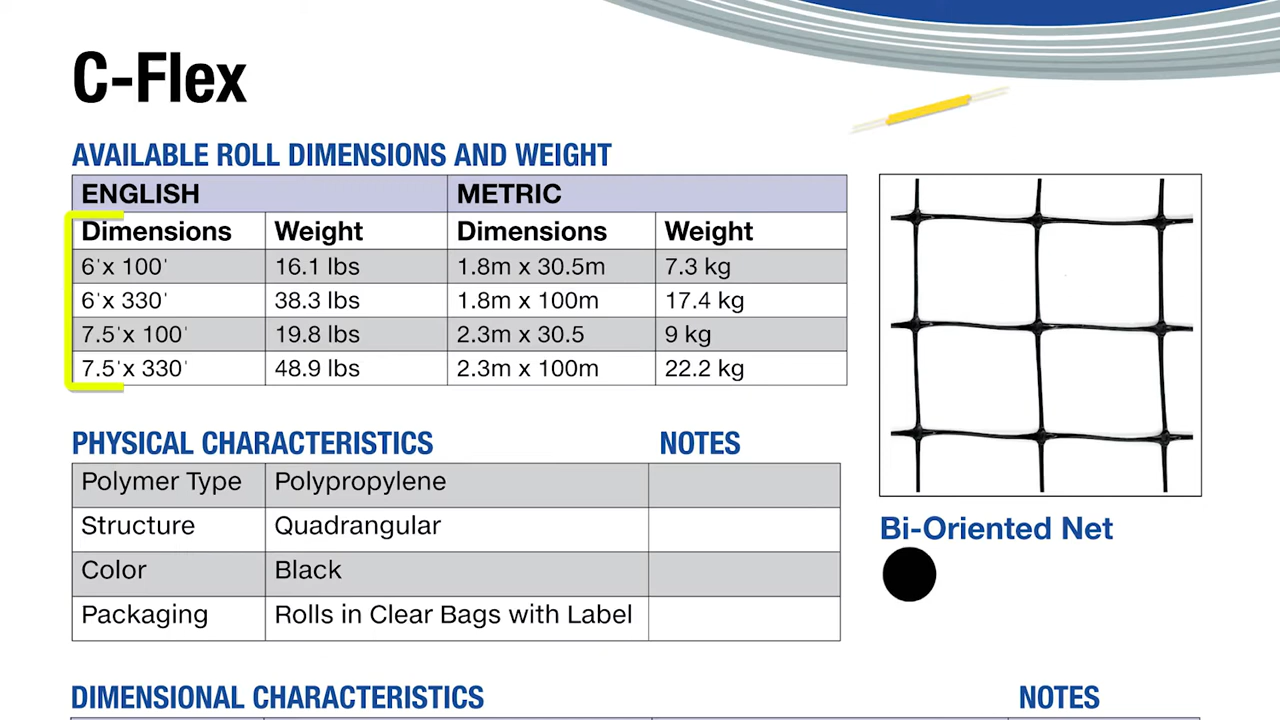 C-Flex
AVAILABLE ROLL DIMENSIONS AND WEIGHT
ENGLISH METRIC
Dimensions Weight Dimensions Weight
6'x 100' 16.1 lbs 1.8m x 30.5m 7.3 kg
6'x 330' 38.3 lbs 1.8m x 100m 17.4 kg
7.5'x 100' 19.8 lbs 2.3m x 30.5 9 kg
7.5'x 330' 48.9 lbs 2.3m x 100m 22.2 kg
PHYSICAL CHARACTERISTICS NOTES
Polymer Type Polypropylene
Structure Quadrangular
Color Black
Packaging Rolls in Clear Bags with Label
Bi-Oriented Net
DIMENSIONAL CHARACTERISTICS NOTES